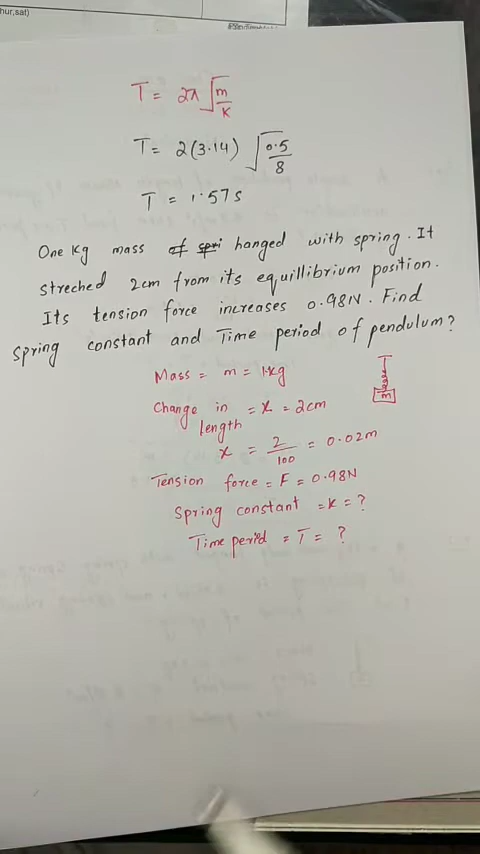 hur,sat)
T = 2π√m/K
T = 2(3.14) √0.5/8
T = 1.57s
One Kg mass of spri hanged with spring. It
streched 2cm from its equillibrium position.
Its tension force increases 0.98N. Find
spring constant and Time period of pendulum?
Mass = m = 1kg
Change in = x = 2cm
length
x = 2/100 = 0.02m
m
Tension force = F = 0.98N
Spring constant = K = ?
Time period = T = ?